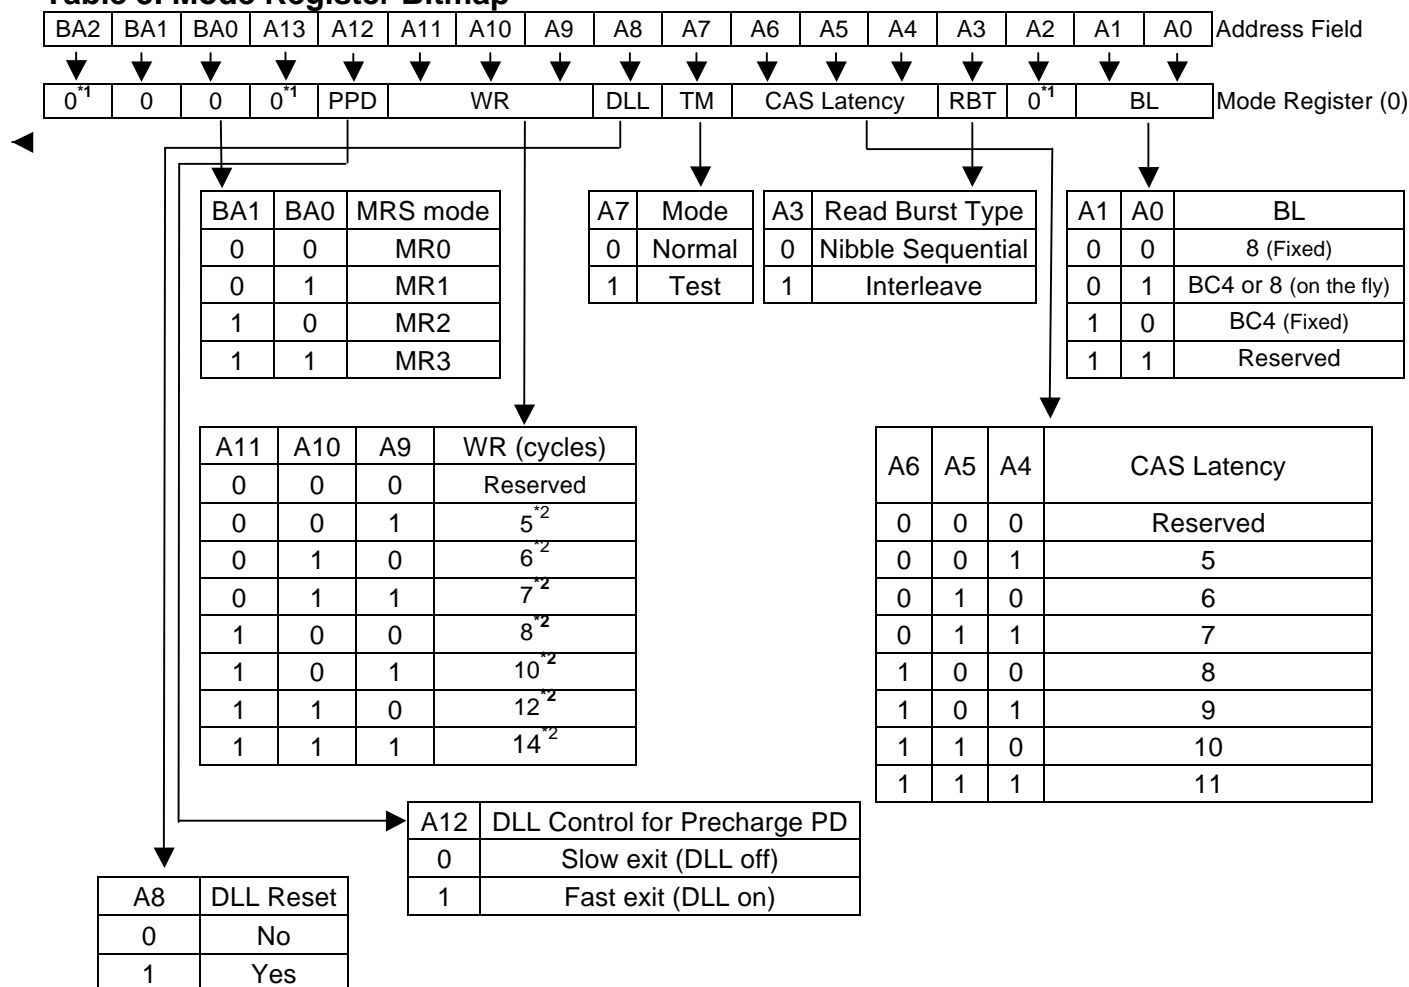 Table 3. Mode Register Bitmap
BA2 BA1 BA0 A13 A12 A11 A10 A9 A8 A7 A6 A5 A4 A3 A2 A1 A0 Address Field
0*1 0 0 0*1 PPD WR DLL TM CAS Latency RBT 0*1 BL Mode Register (0)
BA1 BA0 MRS mode
0 0 MR0
0 1 MR1
1 0 MR2
1 1 MR3
A7 Mode
0 Normal
1 Test
A3 Read Burst Type
0 Nibble Sequential
1 Interleave
A1 A0 BL
0 0 8 (Fixed)
0 1 BC4 or 8 (on the fly)
1 0 BC4 (Fixed)
1 1 Reserved
A11 A10 A9 WR (cycles)
0 0 0 Reserved
0 0 1 5*2
0 1 0 6*2
0 1 1 7*2
1 0 0 8*2
1 0 1 10*2
1 1 0 12*2
1 1 1 14*2
A6 A5 A4 CAS Latency
0 0 0 Reserved
0 0 1 5
0 1 0 6
0 1 1 7
1 0 0 8
1 0 1 9
1 1 0 10
1 1 1 11
A12 DLL Control for Precharge PD
0 Slow exit (DLL off)
1 Fast exit (DLL on)
A8 DLL Reset
0 No
1 Yes